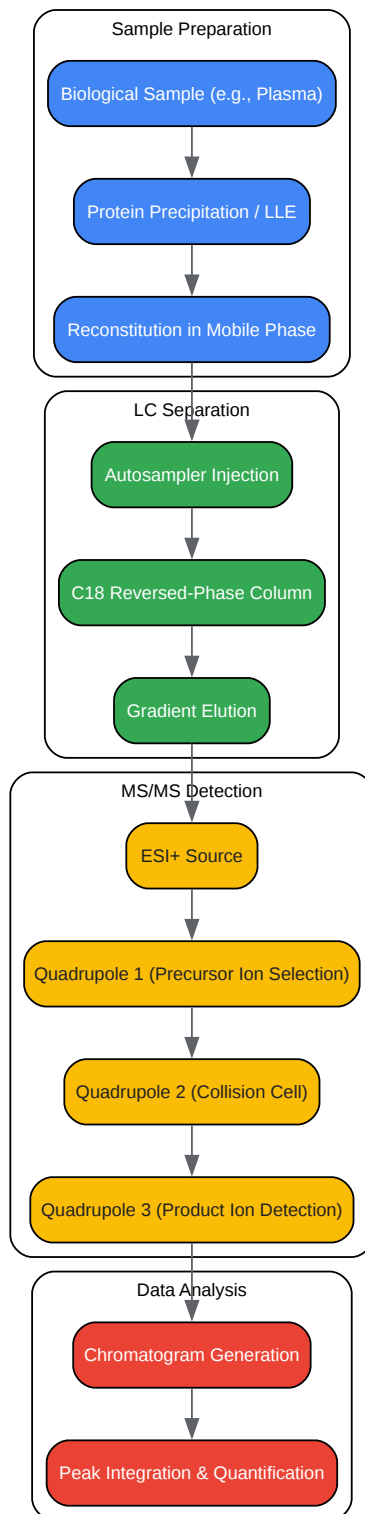 Sample Preparation
Biological Sample (e.g., Plasma)
Protein Precipitation / LLE
Reconstitution in Mobile Phase
LC Separation
Autosampler Injection
C18 Reversed-Phase Column
Gradient Elution
MS/MS Detection
ESI+ Source
Quadrupole 1 (Precursor Ion Selection)
Quadrupole 2 (Collision Cell)
Quadrupole 3 (Product Ion Detection)
Data Analysis
Chromatogram Generation
Peak Integration & Quantification